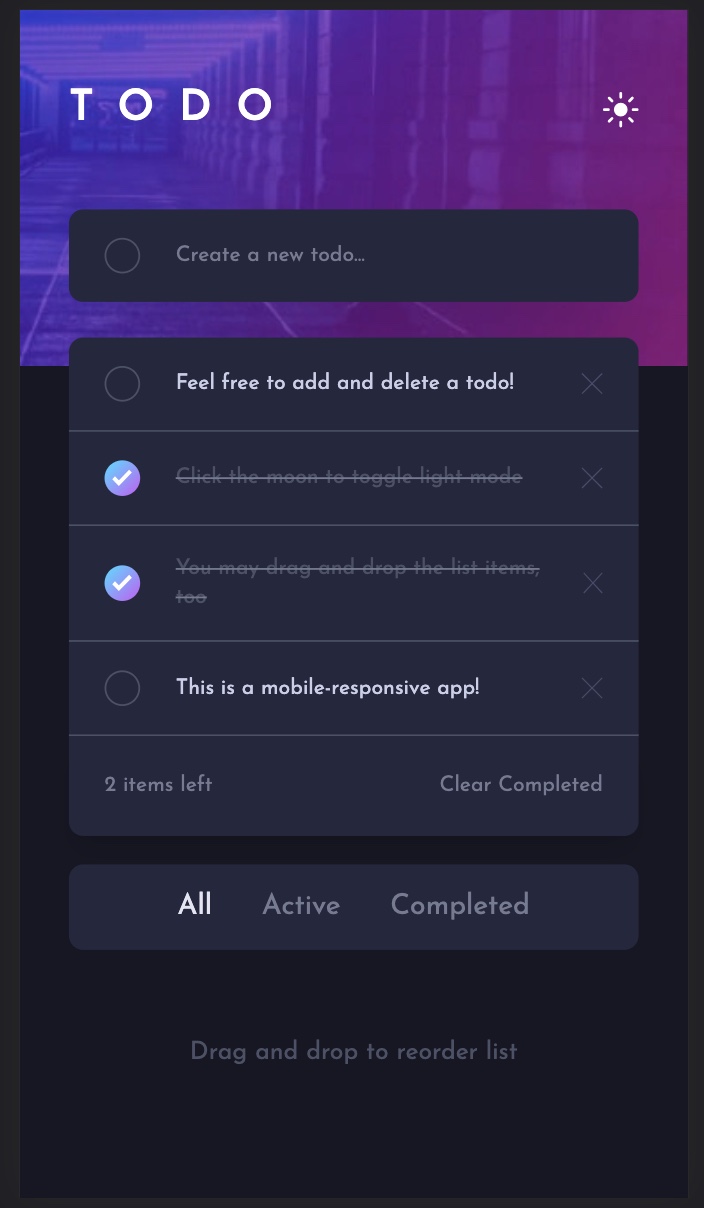 TODO
Create a new todo...
Feel free to add and delete a todo!
Click the moon to toggle light mode
You may drag and drop the list items,
too
This is a mobile-responsive app!
2 items left
Clear Completed
All
Active
Completed
Drag and drop to reorder list